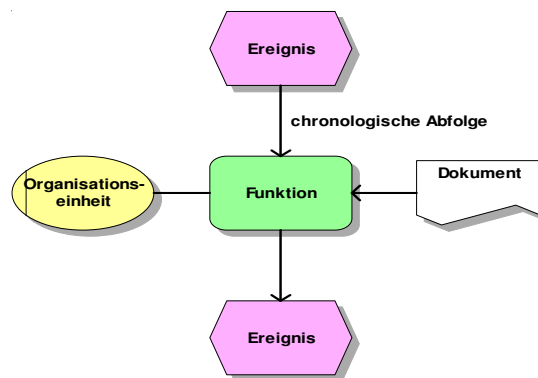 Ereignis
chronologische Abfolge
Organisations-
einheit
Funktion
Dokument
Ereignis